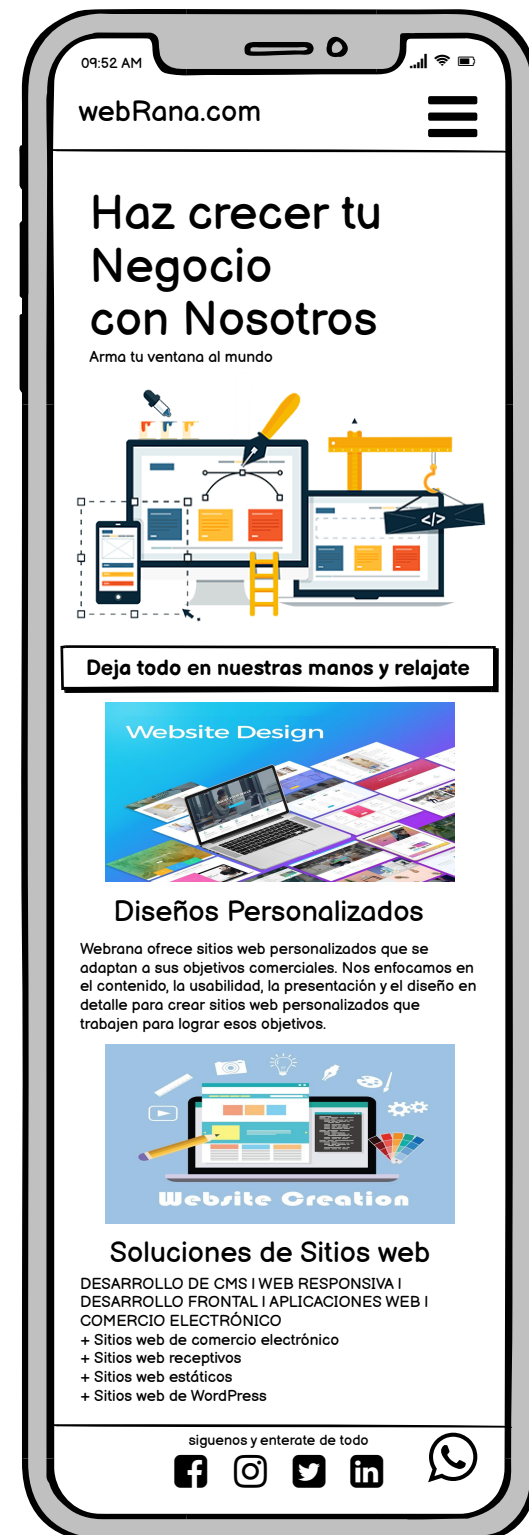 09:52 AM
webRana.com
Haz crecer tu
Negocio
con Nosotros
Arma tu ventana al mundo
</>
Deja todo en nuestras manos y relajate
Website Design
Diseños Personalizados
Webrana ofrece sitios web personalizados que se
adaptan a sus objetivos comerciales. Nos enfocamos en
el contenido, la usabilidad, la presentación y el diseño en
detalle para crear sitios web personalizados que
trabajen para lograr esos objetivos.
Website Creation
Soluciones de Sitios web
DESARROLLO DE CMS | WEB RESPONSIVA |
DESARROLLO FRONTAL | APLICACIONES WEB |
COMERCIO ELECTRÓNICO
+ Sitios web de comercio electrónico
+ Sitios web receptivos
+ Sitios web estáticos
+ Sitios web de WordPress
siguenos y enterate de todo